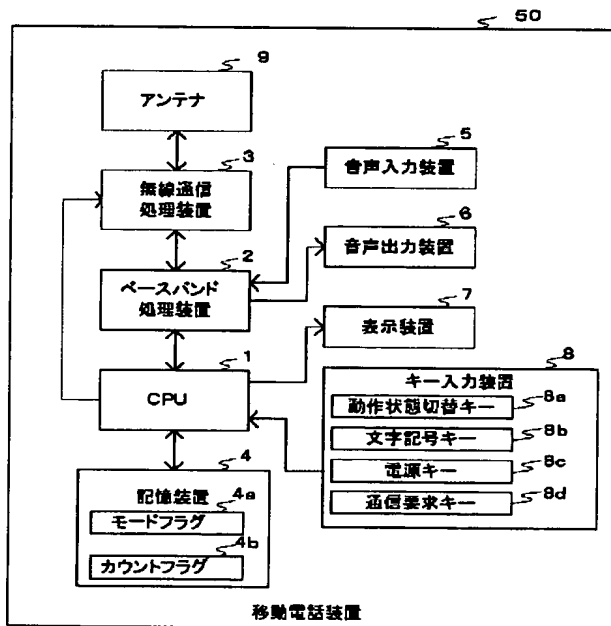 50
9
アンテナ
3
無線通信
処理装置
2
ベースバンド
処理装置
1
CPU
4
記憶装置
4a
モードフラグ
4b
カウントフラグ
5
音声入力装置
6
音声出力装置
7
表示装置
8
キー入力装置
動作状態切替キー
8a
文字記号キー
8b
電源キー
8c
通信要求キー
8d
移動電話装置